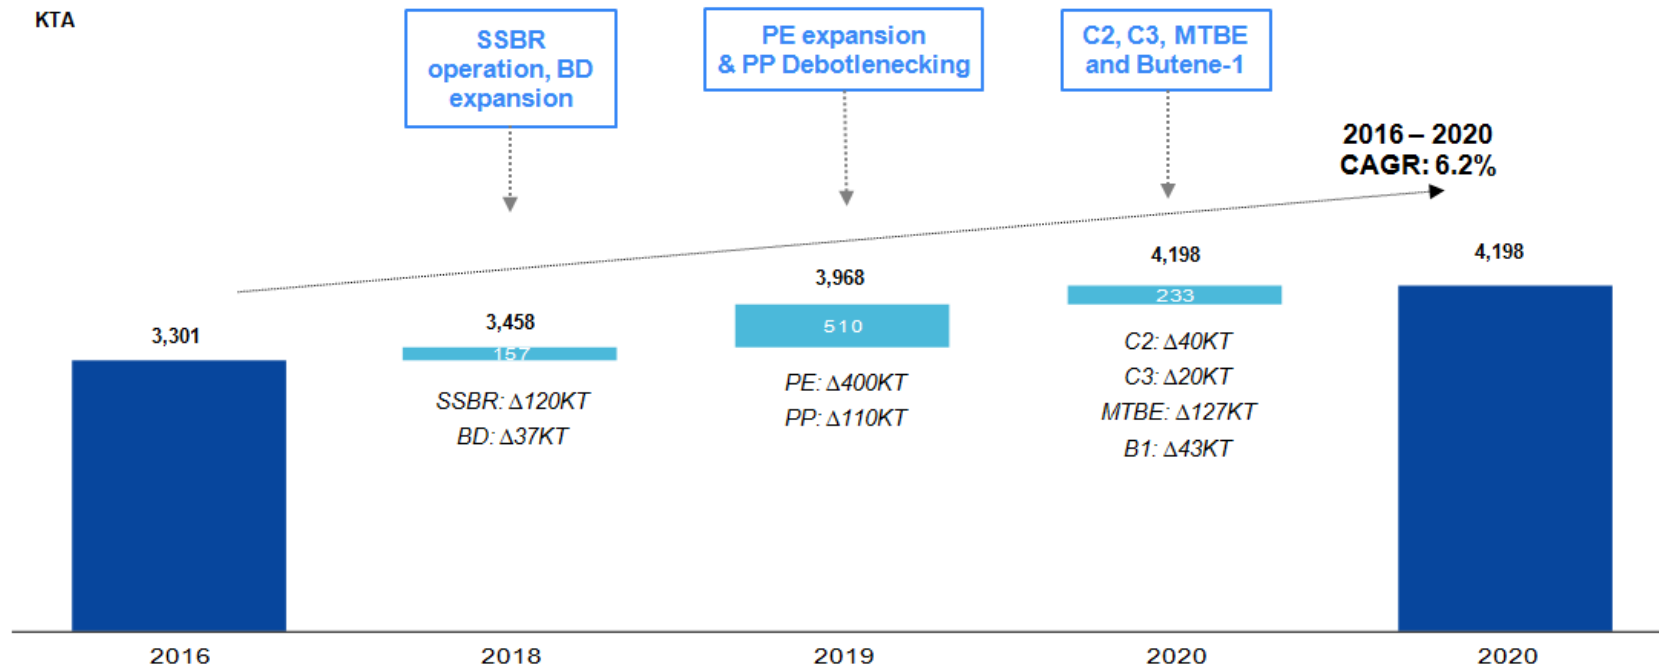 KTA
SSBR
operation, BD
expansion
PE expansion
& PP Debotlenecking
C2, C3, MTBE
and Butene-1
2016 – 2020
CAGR: 6.2%
3,301
3,458
157
SSBR: Δ120KT
BD: Δ37KT
3,968
510
PE: Δ400KT
PP: Δ110KT
4,198
233
C2: Δ40KT
C3: Δ20KT
MTBE: Δ127KT
B1: Δ43KT
4,198
2016
2018
2019
2020
2020